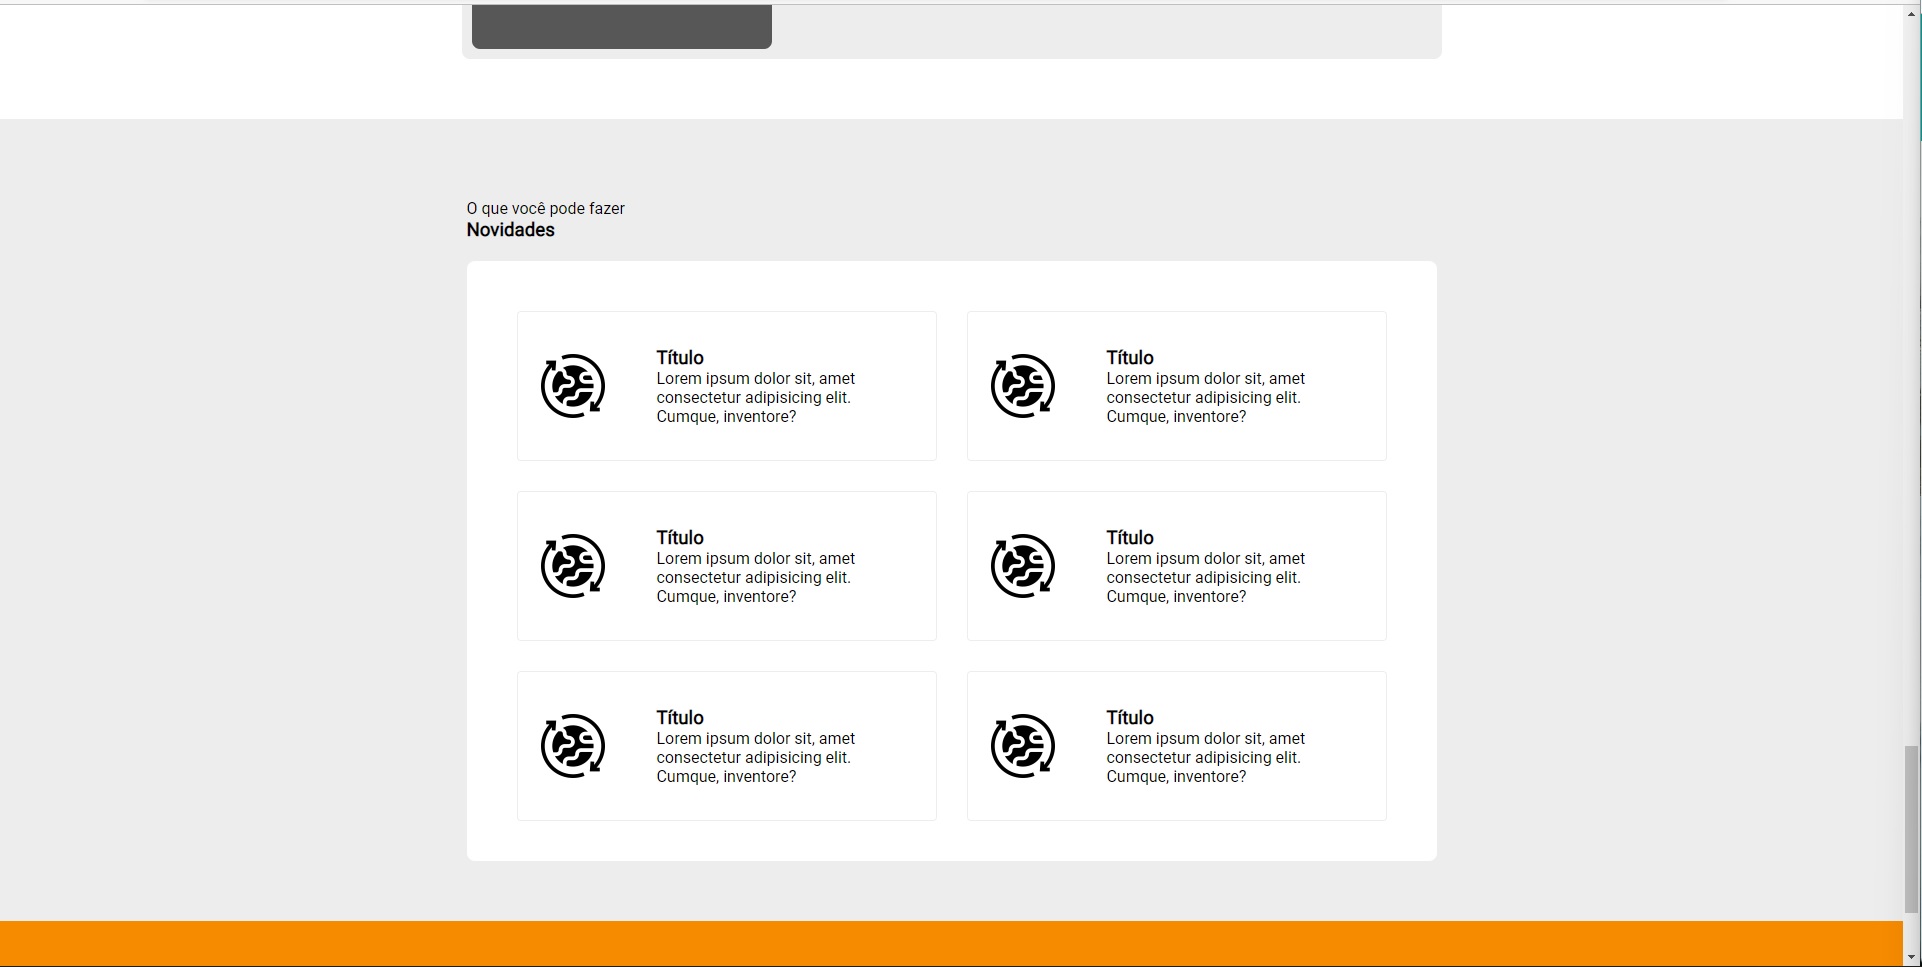 O que você pode fazer
Novidades
Título
Lorem ipsum dolor sit, amet
consectetur adipisicing elit.
Cumque, inventore?
Título
Lorem ipsum dolor sit, amet
consectetur adipisicing elit.
Cumque, inventore?
Título
Lorem ipsum dolor sit, amet
consectetur adipisicing elit.
Cumque, inventore?
Título
Lorem ipsum dolor sit, amet
consectetur adipisicing elit.
Cumque, inventore?
Título
Lorem ipsum dolor sit, amet
consectetur adipisicing elit.
Cumque, inventore?
Título
Lorem ipsum dolor sit, amet
consectetur adipisicing elit.
Cumque, inventore?